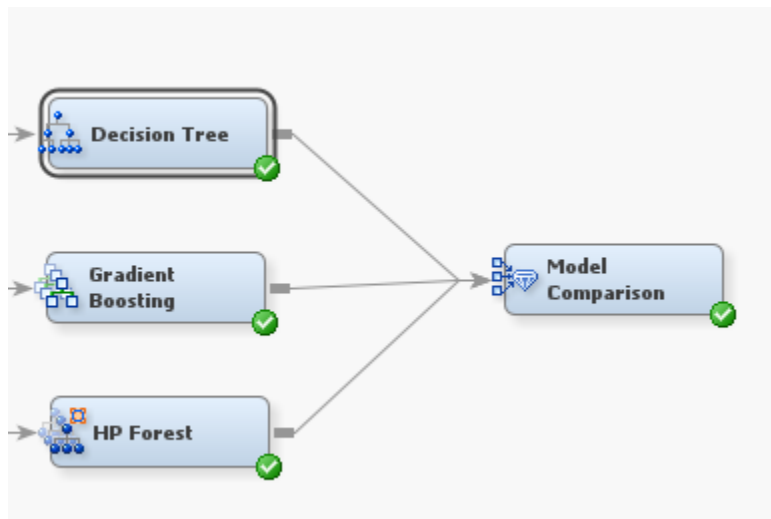 Decision Tree
Gradient
Boosting
HP Forest
Model
Comparison